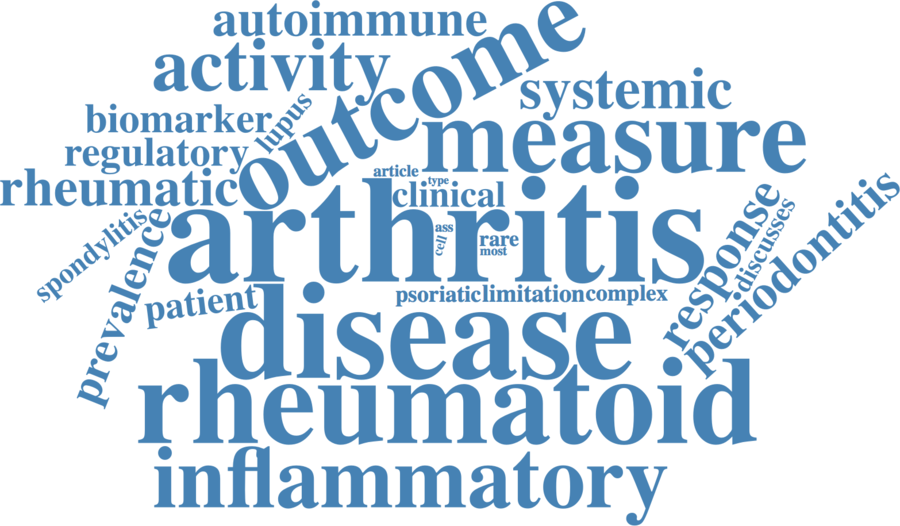 autoimmune
outcome
activity
systemic
biomarker
lupus
measure
regulatory
rheumatic
article
type
clinical
arthritis
ass
cell
rare
most
response
discusses
periodontitis
spondylitis
prevalence
patient
psoriatic
limitation
complex
disease
rheumatoid
inflammatory